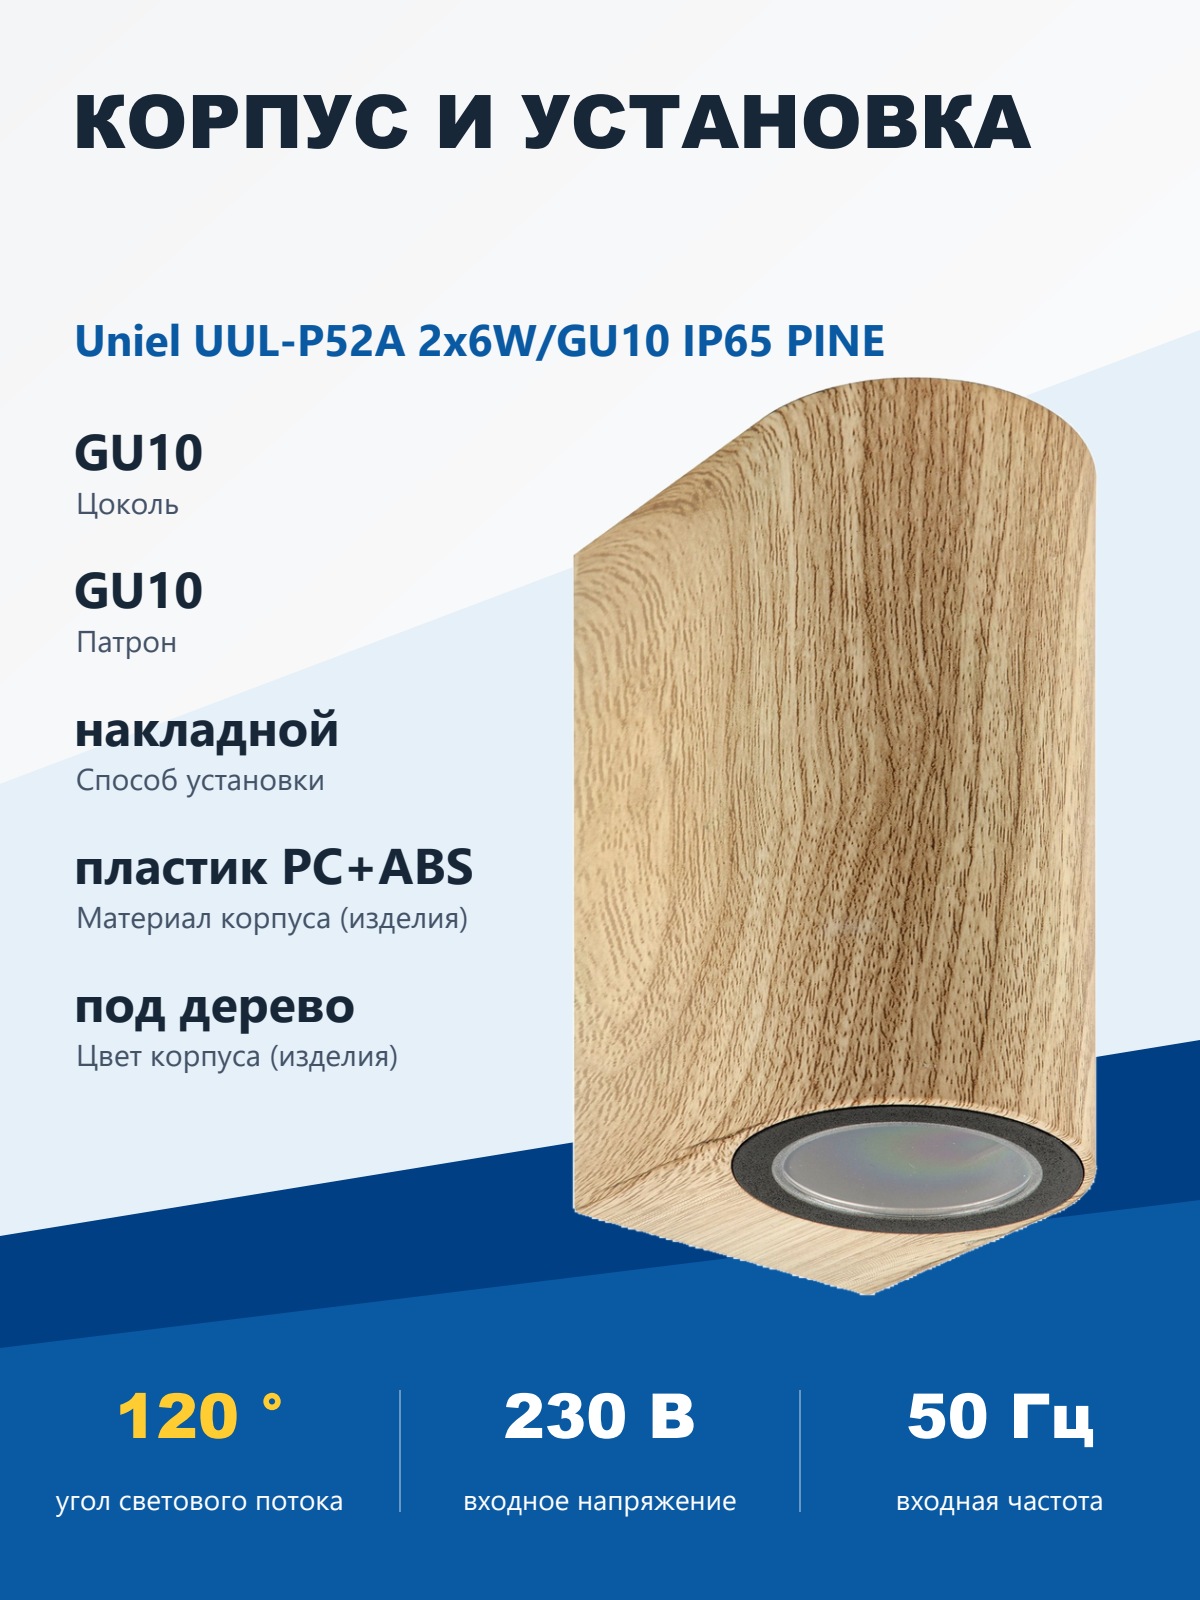 КОРПУС И УСТАНОВКА
Uniel UUL-P52A 2x6W/GU10 IP65 PINE
GU10
Цоколь
GU10
Патрон
накладной
Способ установки
пластик PC+ABS
Материал корпуса (изделия)
под дерево
Цвет корпуса (изделия)
120 °
угол светового потока
230 В
входное напряжение
50 Гц
входная частота